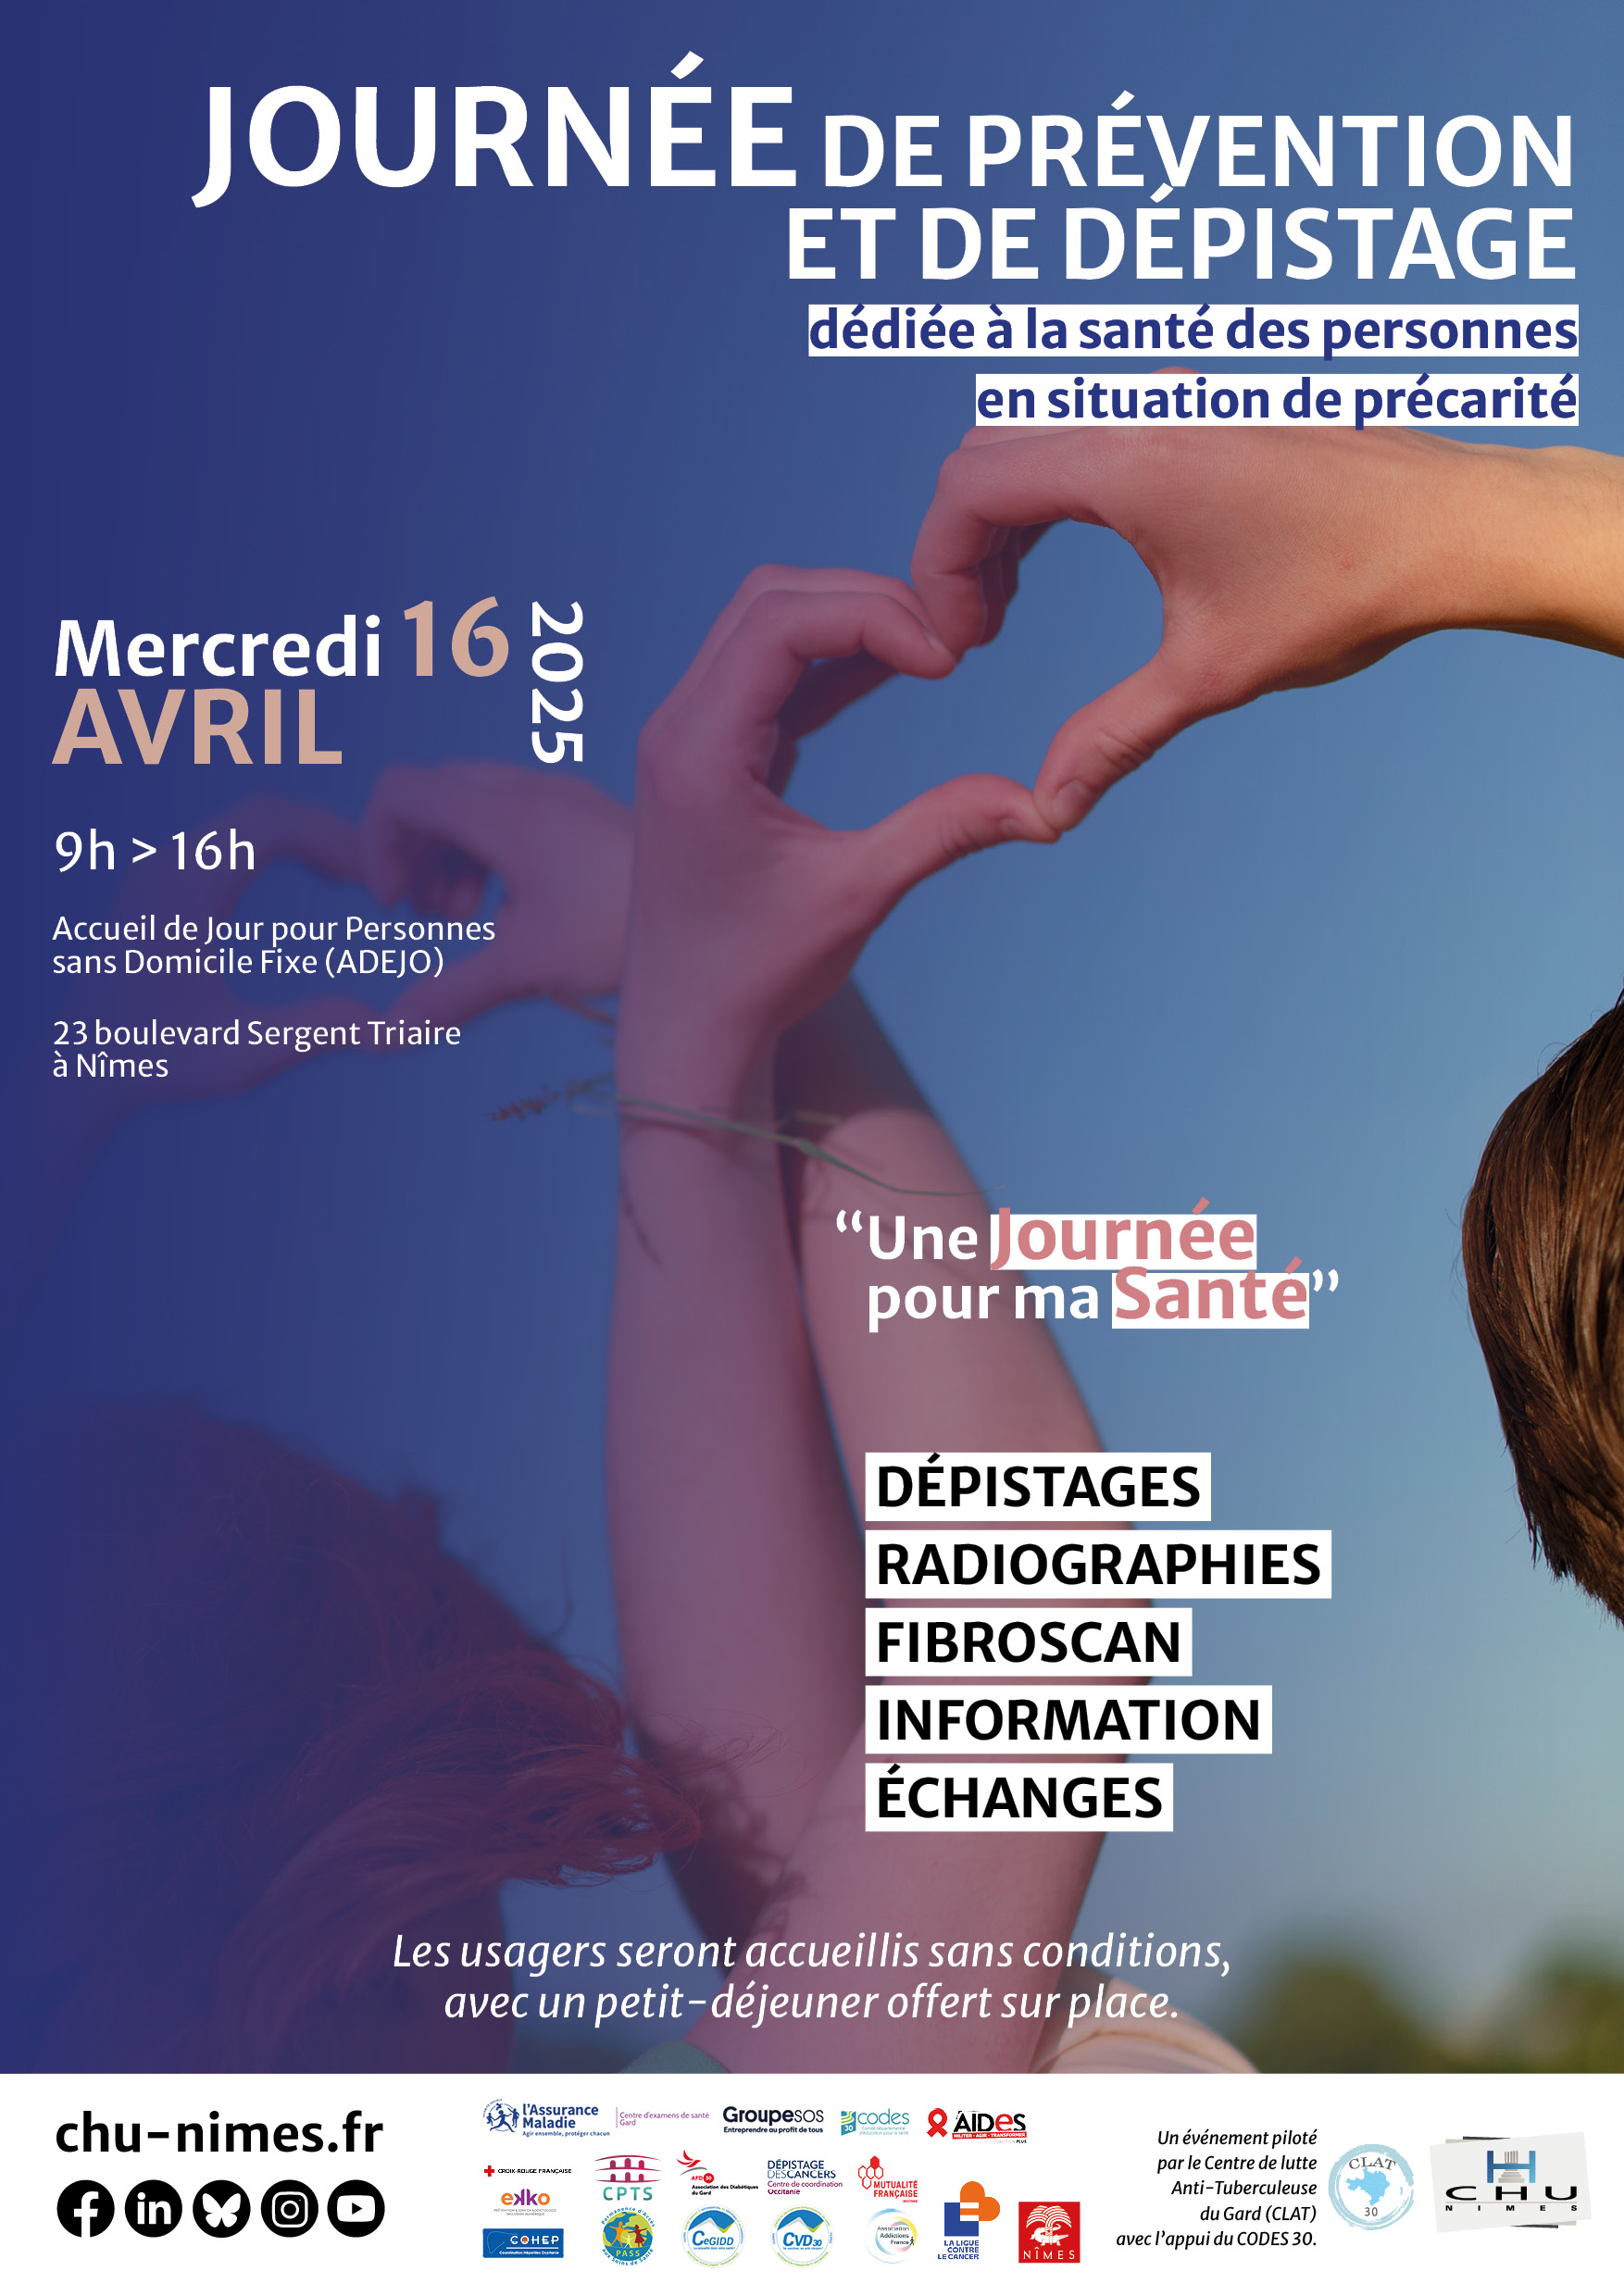 JOURNÉE DE PRÉVENTION
ET DE DÉPISTAGE
dédiée à la santé des personnes
en situation de précarité
Mercredi 16
AVRIL
2025
9h > 16h
Accueil de Jour pour Personnes
sans Domicile Fixe (ADEJO)
23 boulevard Sergent Triaire
à Nîmes
“Une Journée
pour ma Santé”
DÉPISTAGES
RADIOGRAPHIES
FIBROSCAN
INFORMATION
ÉCHANGES
Les usagers seront accueillis sans conditions,
avec un petit-déjeuner offert sur place.
chu-nimes.fr
l'Assurance
Maladie
Agir ensemble, protéger chacun
Centre d'examens de santé
Gard
GroupeSOS
Entreprendre au profit de tous
codes
30
AIDES
MILITER · AGIR · TRANSFORMER
CROIX-ROUGE FRANÇAISE
CPTS
AFD 30
Association des Diabétiques
du Gard
DÉPISTAGE
DES CANCERS
Centre de coordination
Occitanie
MUTUALITÉ
FRANÇAISE
ekko
COHEP
PASS
CeGIDD
CVD30
Association
Addictions
France
LA LIGUE
CONTRE
LE CANCER
NÎMES
Un événement piloté
par le Centre de lutte
Anti-Tuberculeuse
du Gard (CLAT)
avec l'appui du CODES 30.
CLAT
30
CHU
NIMES